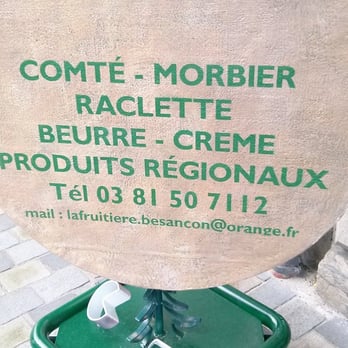 COMTÉ - MORBIER
RACLETTE
BEURRE - CREME
PRODUITS RÉGIONAUX
Tél 03 81 50 7112
mail : lafruitiere.besancon@orange.fr